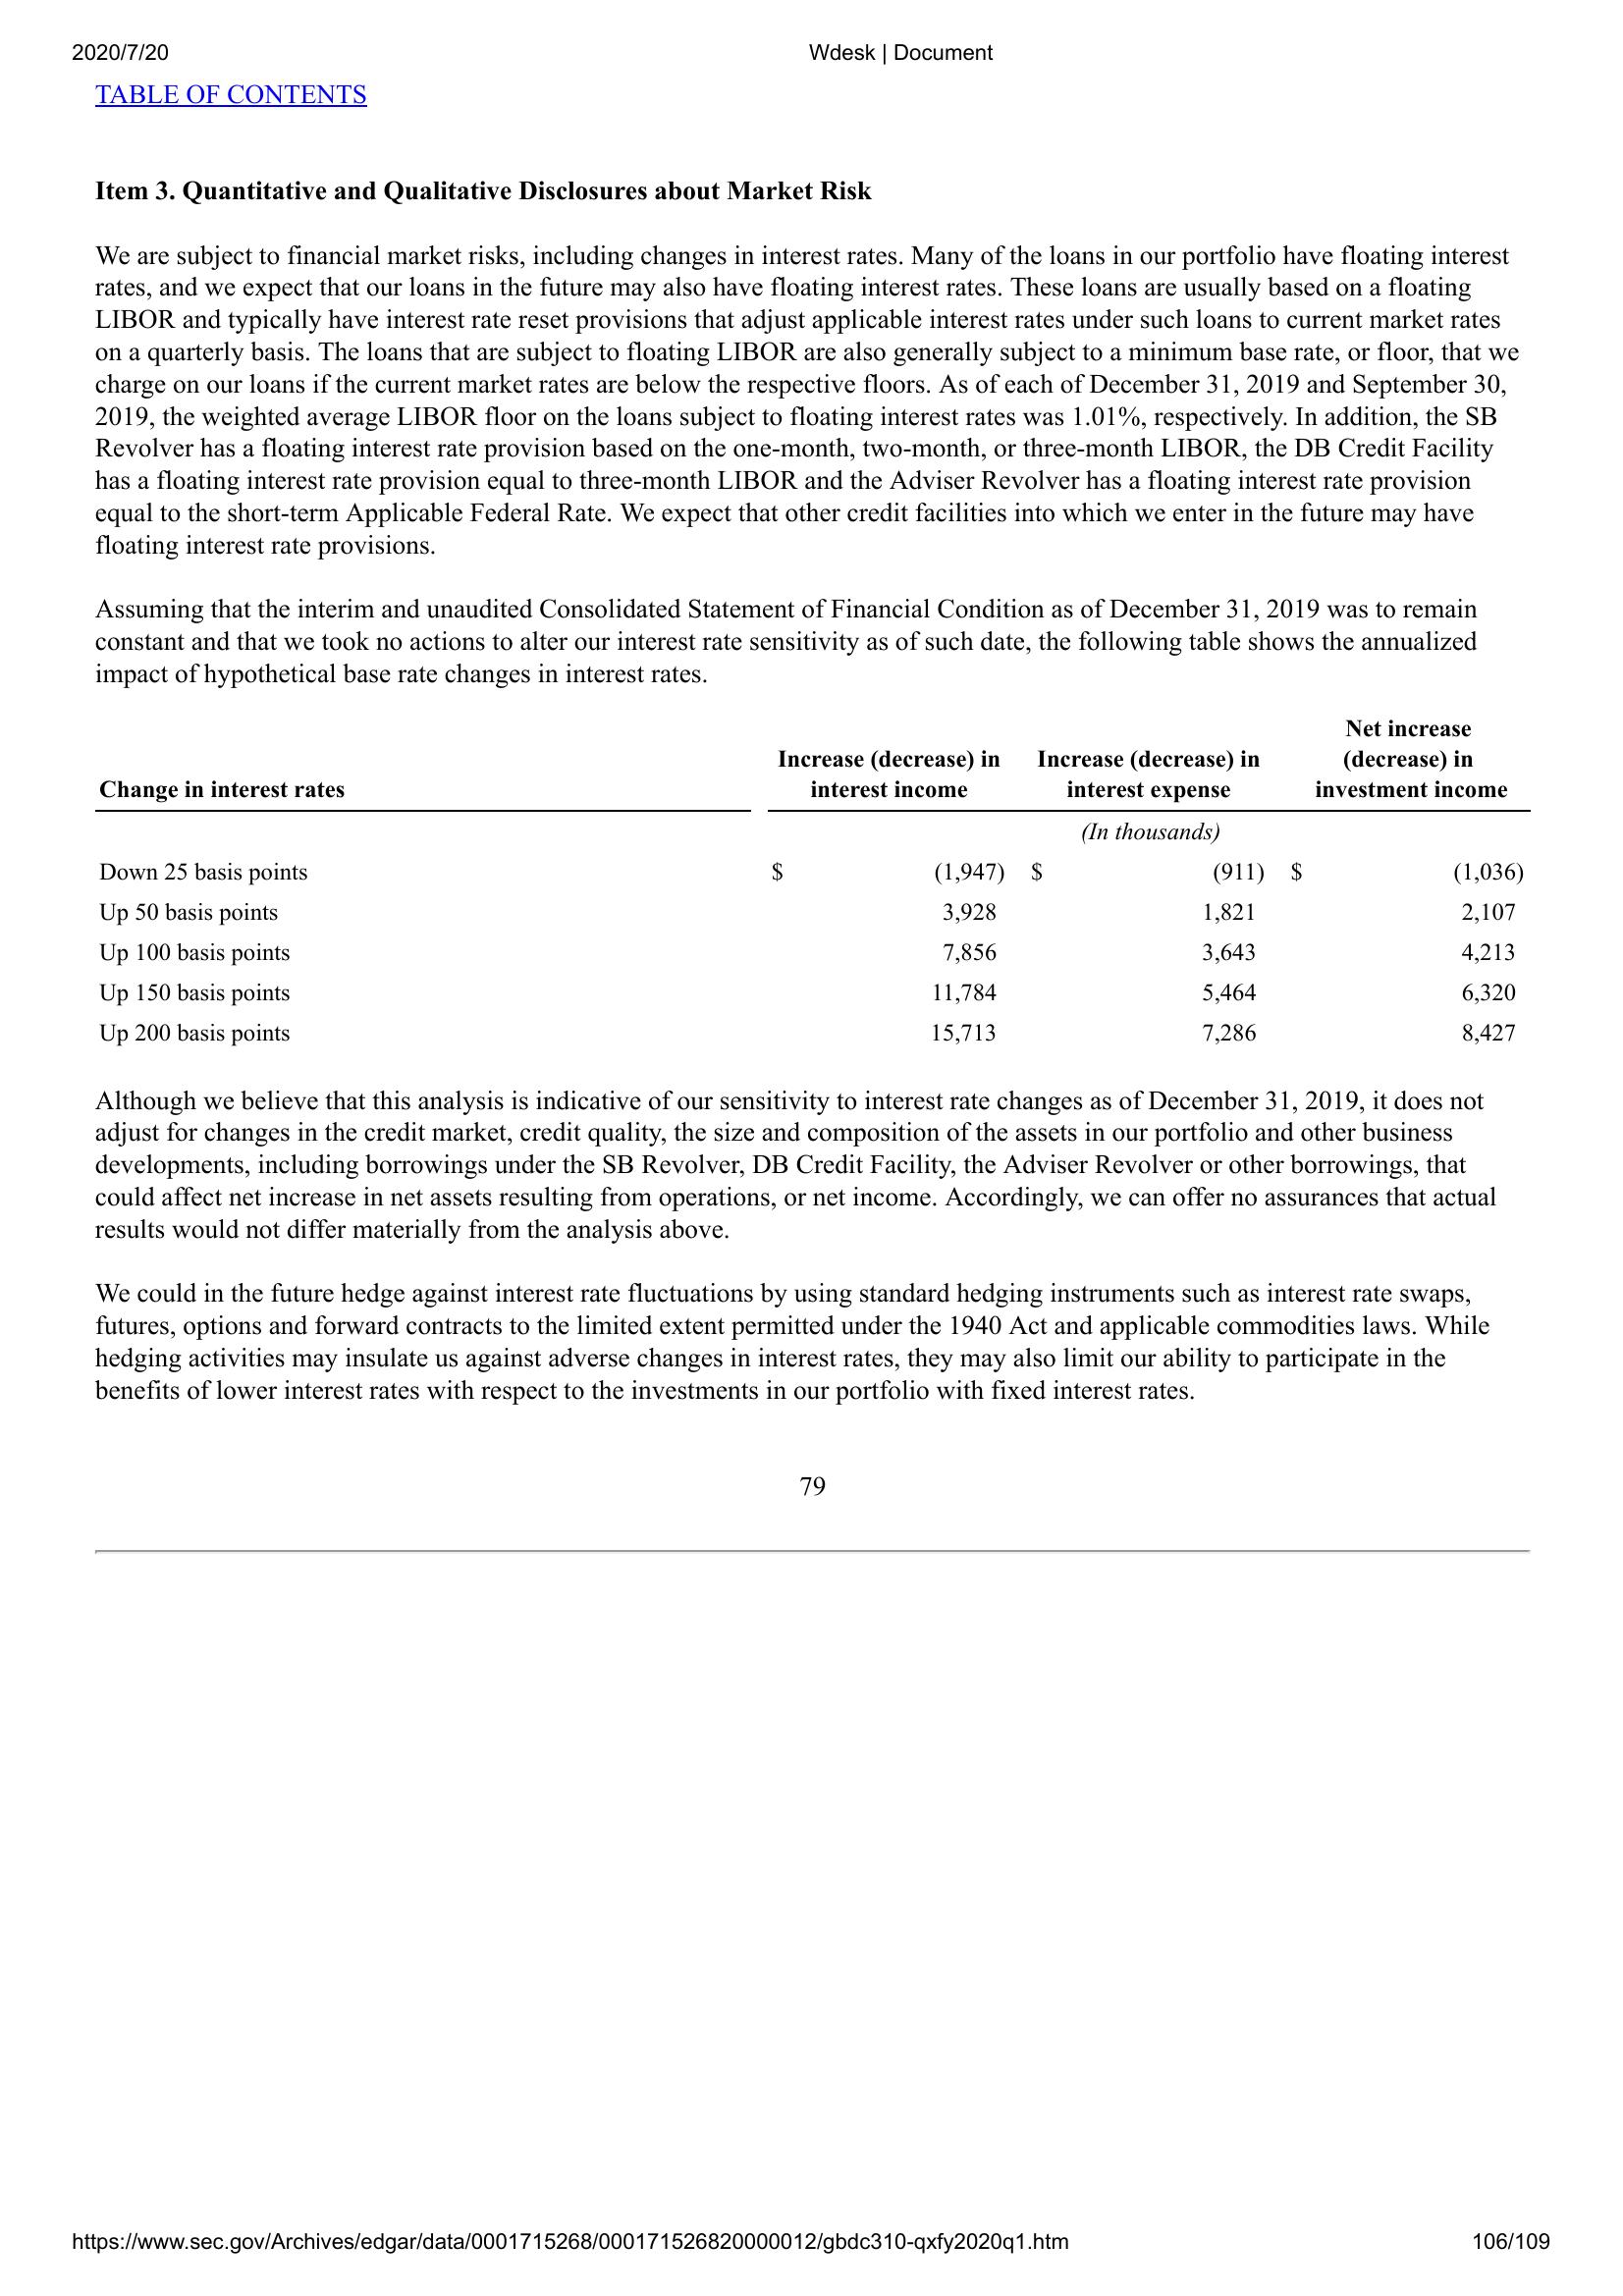 2020/7/20
Wdesk | Document
TABLE OF CONTENTS
Item 3. Quantitative and Qualitative Disclosures about Market Risk
We are subject to financial market risks, including changes in interest rates. Many of the loans in our portfolio have floating interest
rates, and we expect that our loans in the future may also have floating interest rates. These loans are usually based on a floating
LIBOR and typically have interest rate reset provisions that adjust applicable interest rates under such loans to current market rates
on a quarterly basis. The loans that are subject to floating LIBOR are also generally subject to a minimum base rate, or floor, that we
charge on our loans if the current market rates are below the respective floors. As of each of December 31, 2019 and September 30,
2019, the weighted average LIBOR floor on the loans subject to floating interest rates was 1.01%, respectively. In addition, the SB
Revolver has a floating interest rate provision based on the one-month, two-month, or three-month LIBOR, the DB Credit Facility
has a floating interest rate provision equal to three-month LIBOR and the Adviser Revolver has a floating interest rate provision
equal to the short-term Applicable Federal Rate. We expect that other credit facilities into which we enter in the future may have
floating interest rate provisions.
Assuming that the interim and unaudited Consolidated Statement of Financial Condition as of December 31, 2019 was to remain
constant and that we took no actions to alter our interest rate sensitivity as of such date, the following table shows the annualized
impact of hypothetical base rate changes in interest rates.
Net increase
Increase (decrease) in Increase (decrease) in (decrease) in
Change in interest rates interest income interest expense investment income
(In thousands)
Down 25 basis points $ (1,947) $ (911) $ (1,036)
Up 50 basis points 3,928 1,821 2,107
Up 100 basis points 7,856 3,643 4,213
Up 150 basis points 11,784 5,464 6,320
Up 200 basis points 15,713 7,286 8,427
Although we believe that this analysis is indicative of our sensitivity to interest rate changes as of December 31, 2019, it does not
adjust for changes in the credit market, credit quality, the size and composition of the assets in our portfolio and other business
developments, including borrowings under the SB Revolver, DB Credit Facility, the Adviser Revolver or other borrowings, that
could affect net increase in net assets resulting from operations, or net income. Accordingly, we can offer no assurances that actual
results would not differ materially from the analysis above.
We could in the future hedge against interest rate fluctuations by using standard hedging instruments such as interest rate swaps,
futures, options and forward contracts to the limited extent permitted under the 1940 Act and applicable commodities laws. While
hedging activities may insulate us against adverse changes in interest rates, they may also limit our ability to participate in the
benefits of lower interest rates with respect to the investments in our portfolio with fixed interest rates.
79
https://www.sec.gov/Archives/edgar/data/0001715268/000171526820000012/gbdc310-qxfy2020q1.htm
106/109